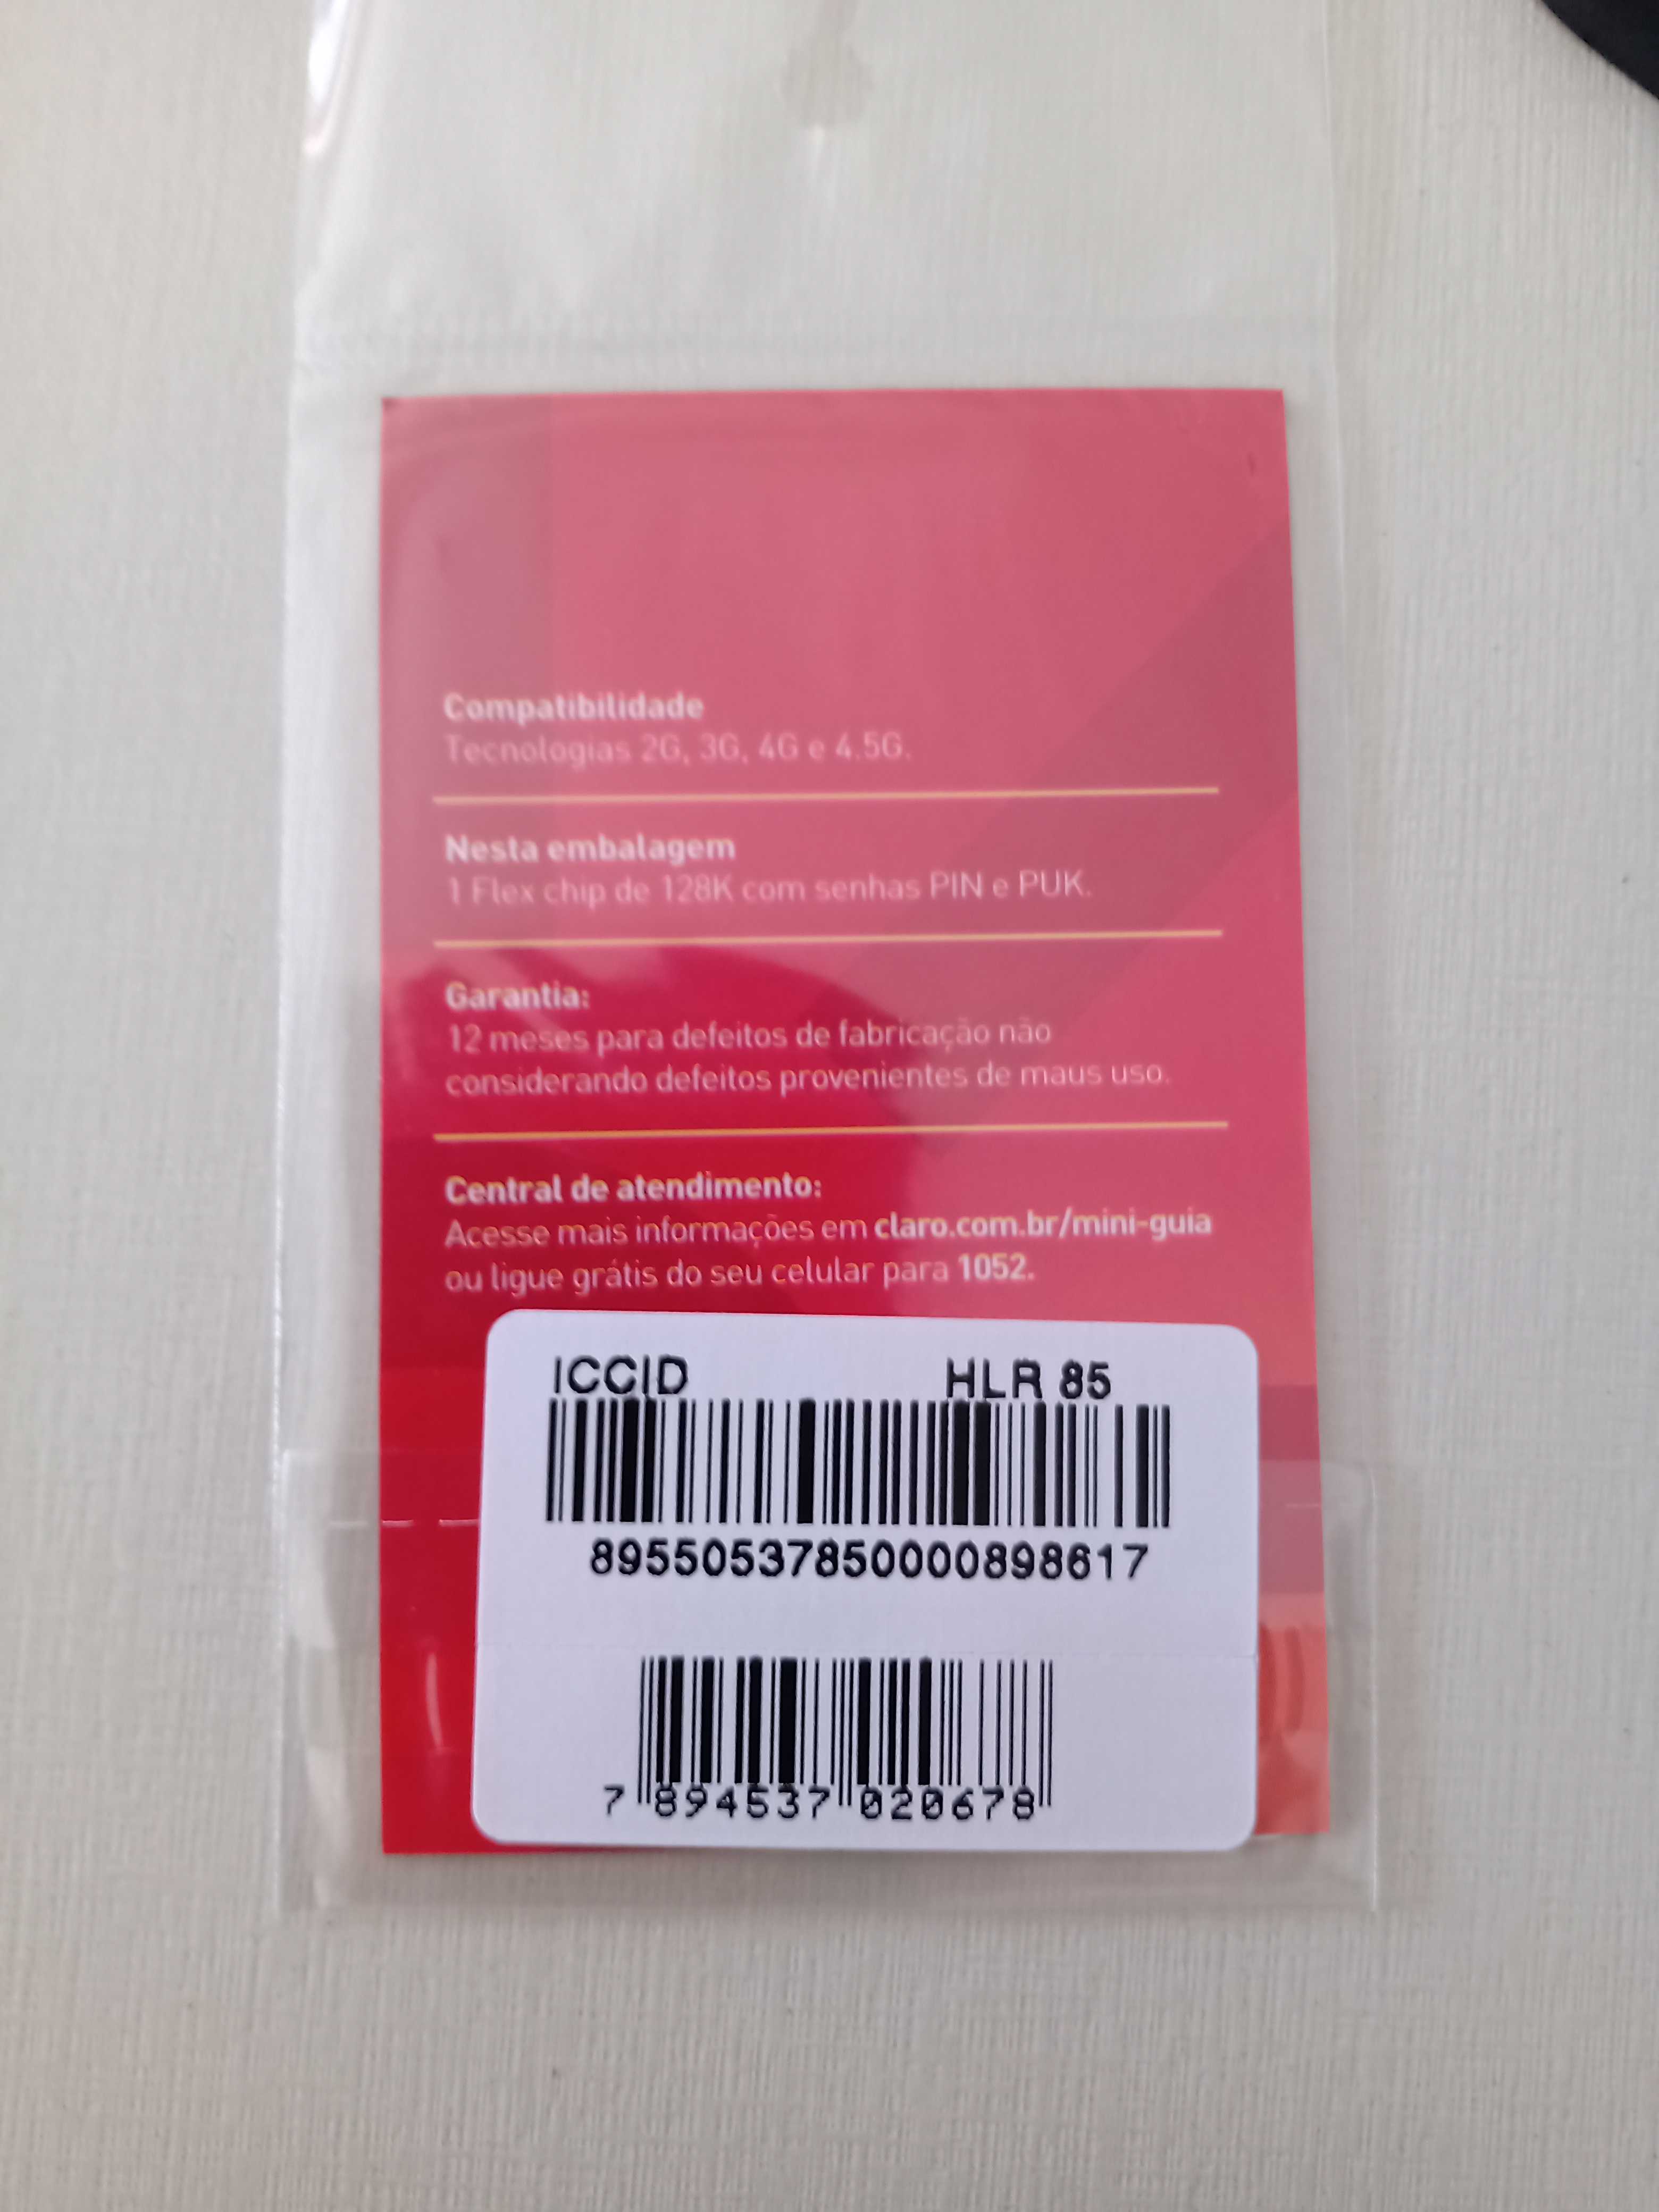 Compatibilidade
Tecnologias 2G, 3G, 4G e 4.5G.
Nesta embalagem
1 Flex chip de 128K com senhas PIN e PUK.
Garantia:
12 meses para defeitos de fabricação não
considerando defeitos provenientes de maus uso.
Central de atendimento:
Acesse mais informações em claro.com.br/mini-guia
ou ligue grátis do seu celular para 1052.
ICCID HLR 85
89550537850000898617
7 894537 020678